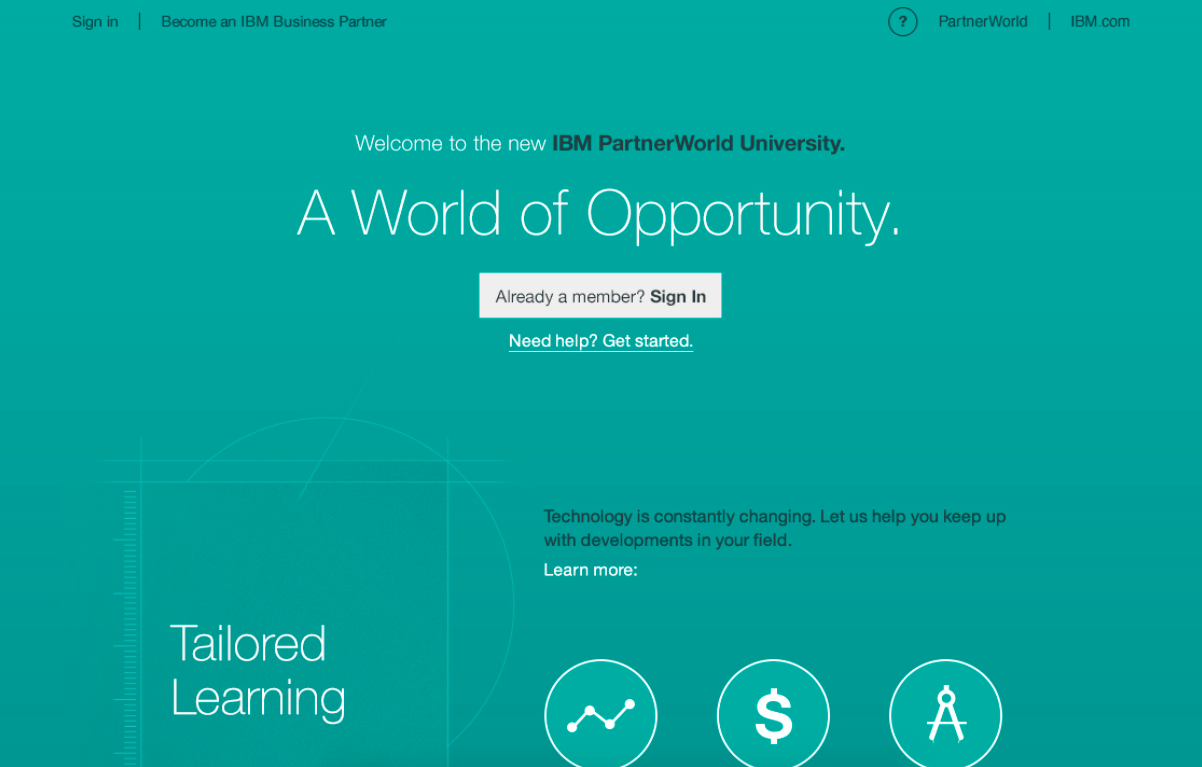 Sign in | Become an IBM Business Partner
? PartnerWorld | IBM.com
Welcome to the new IBM PartnerWorld University.
A World of Opportunity.
Already a member? Sign In
Need help? Get started.
Technology is constantly changing. Let us help you keep up
with developments in your field.
Learn more:
Tailored
Learning
$